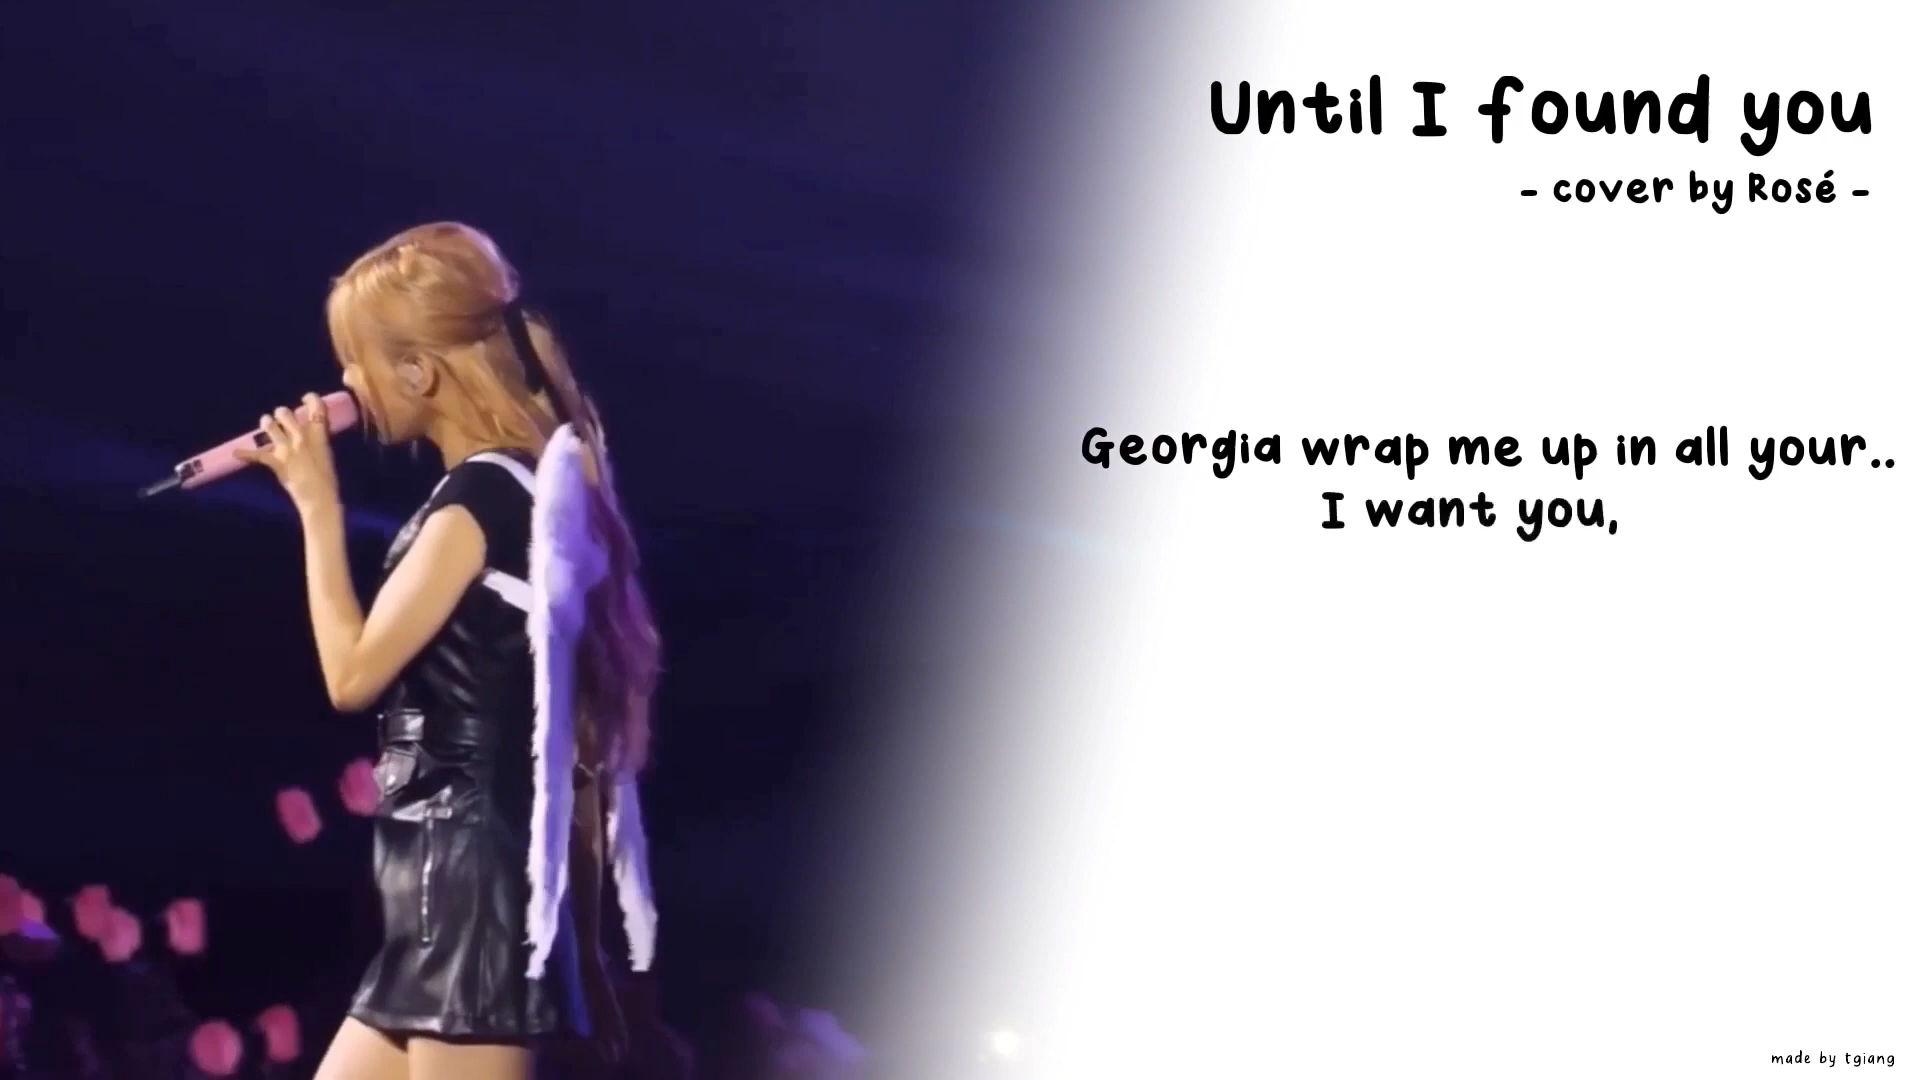 Until I found you
- cover by Rosé -
Georgia wrap me up in all your..
I want you,
made by tgiang